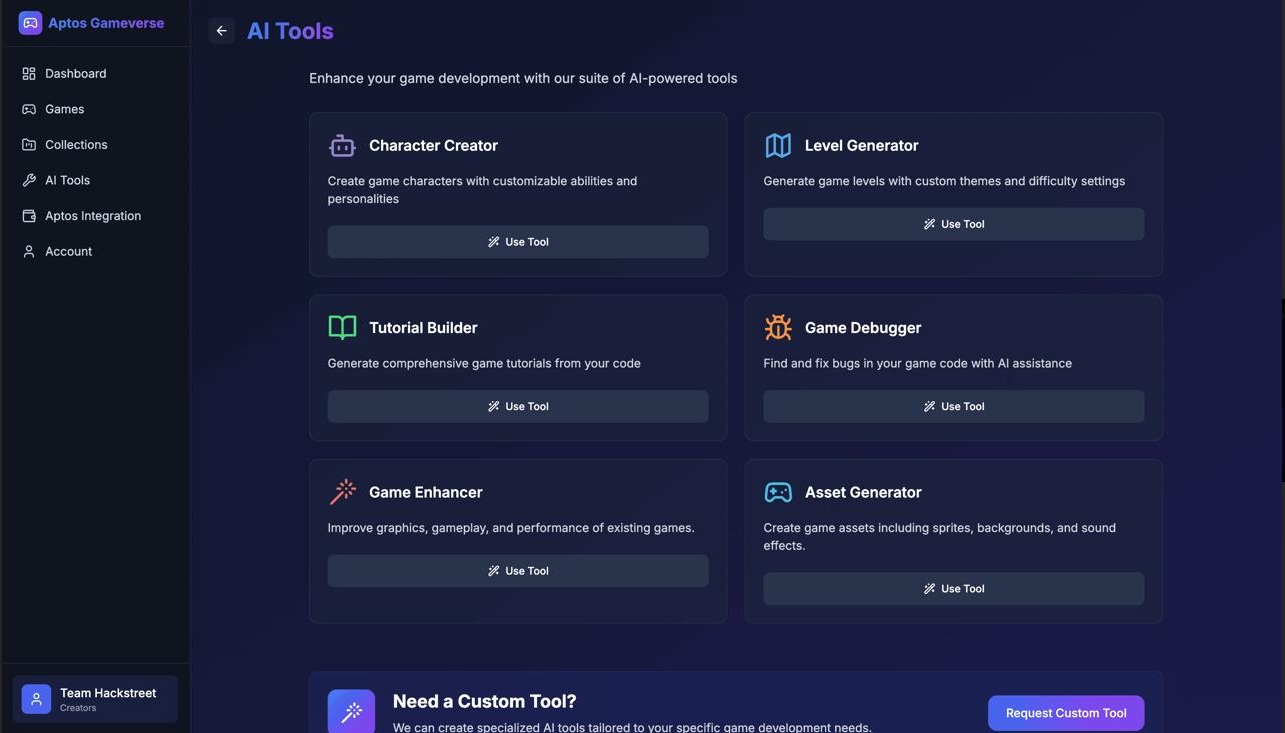 Aptos Gameverse
Dashboard
Games
Collections
AI Tools
Aptos Integration
Account
Team Hackstreet
Creators
AI Tools
Enhance your game development with our suite of AI-powered tools
Character Creator
Create game characters with customizable abilities and
personalities
Use Tool
Level Generator
Generate game levels with custom themes and difficulty settings
Use Tool
Tutorial Builder
Generate comprehensive game tutorials from your code
Use Tool
Game Debugger
Find and fix bugs in your game code with AI assistance
Use Tool
Game Enhancer
Improve graphics, gameplay, and performance of existing games.
Use Tool
Asset Generator
Create game assets including sprites, backgrounds, and sound
effects.
Use Tool
Need a Custom Tool?
We can create specialized AI tools tailored to your specific game development needs.
Request Custom Tool